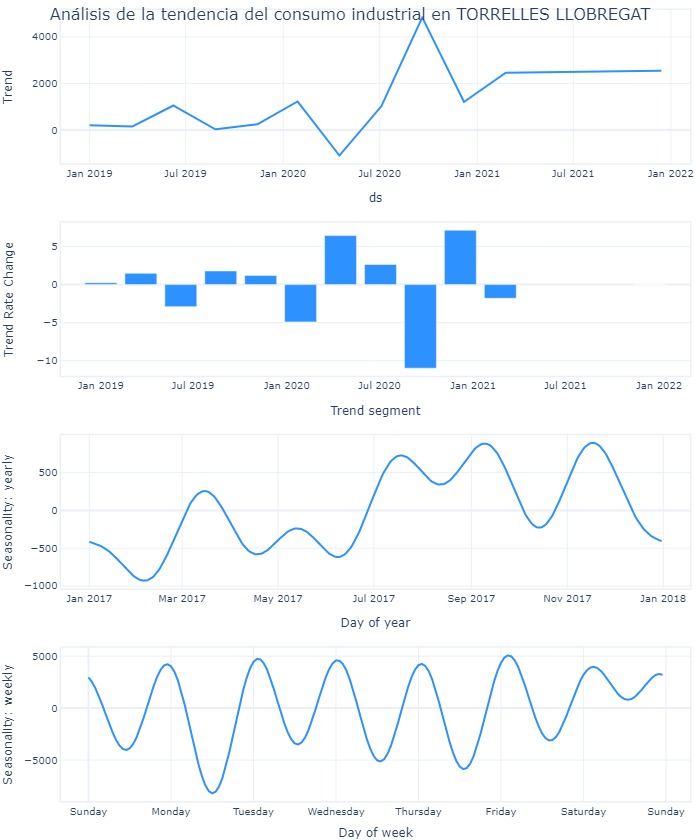 Análisis de la tendencia del consumo industrial en TORRELLES LLOBREGAT
4000
2000
0
Trend
Jan 2019 Jul 2019 Jan 2020 Jul 2020 Jan 2021 Jul 2021 Jan 2022
ds
5
0
−5
−10
Trend Rate Change
Jan 2019 Jul 2019 Jan 2020 Jul 2020 Jan 2021 Jul 2021 Jan 2022
Trend segment
500
0
−500
−1000
Seasonality: yearly
Jan 2017 Mar 2017 May 2017 Jul 2017 Sep 2017 Nov 2017 Jan 2018
Day of year
5000
0
−5000
Seasonality: weekly
Sunday Monday Tuesday Wednesday Thursday Friday Saturday Sunday
Day of week